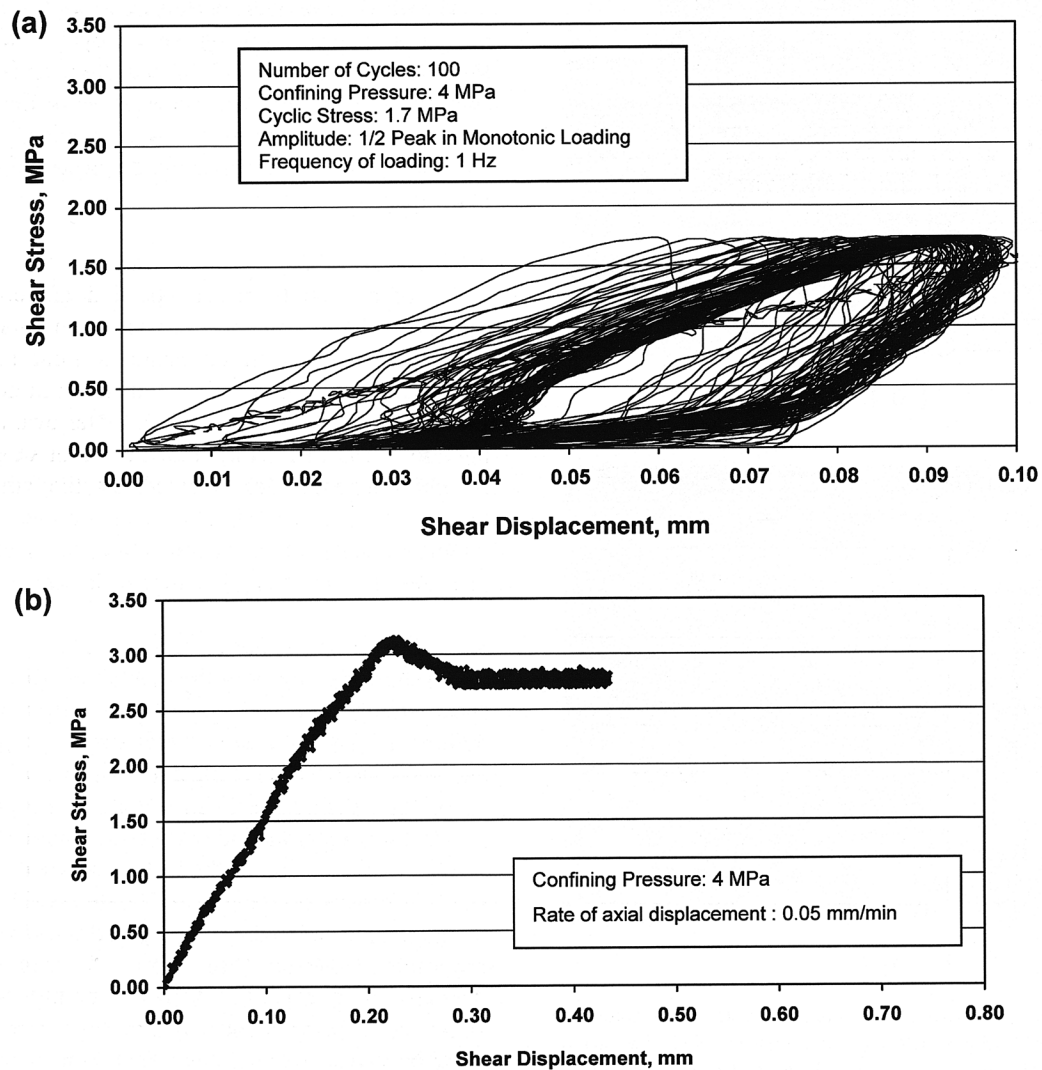 (a)
3.50
3.00
2.50
2.00
1.50
1.00
0.50
0.00
Shear Stress, MPa
Number of Cycles: 100
Confining Pressure: 4 MPa
Cyclic Stress: 1.7 MPa
Amplitude: 1/2 Peak in Monotonic Loading
Frequency of loading: 1 Hz
0.00 0.01 0.02 0.03 0.04 0.05 0.06 0.07 0.08 0.09 0.10
Shear Displacement, mm
(b)
3.50
3.00
2.50
2.00
1.50
1.00
0.50
0.00
Shear Stress, MPa
Confining Pressure: 4 MPa
Rate of axial displacement : 0.05 mm/min
0.00 0.10 0.20 0.30 0.40 0.50 0.60 0.70 0.80
Shear Displacement, mm